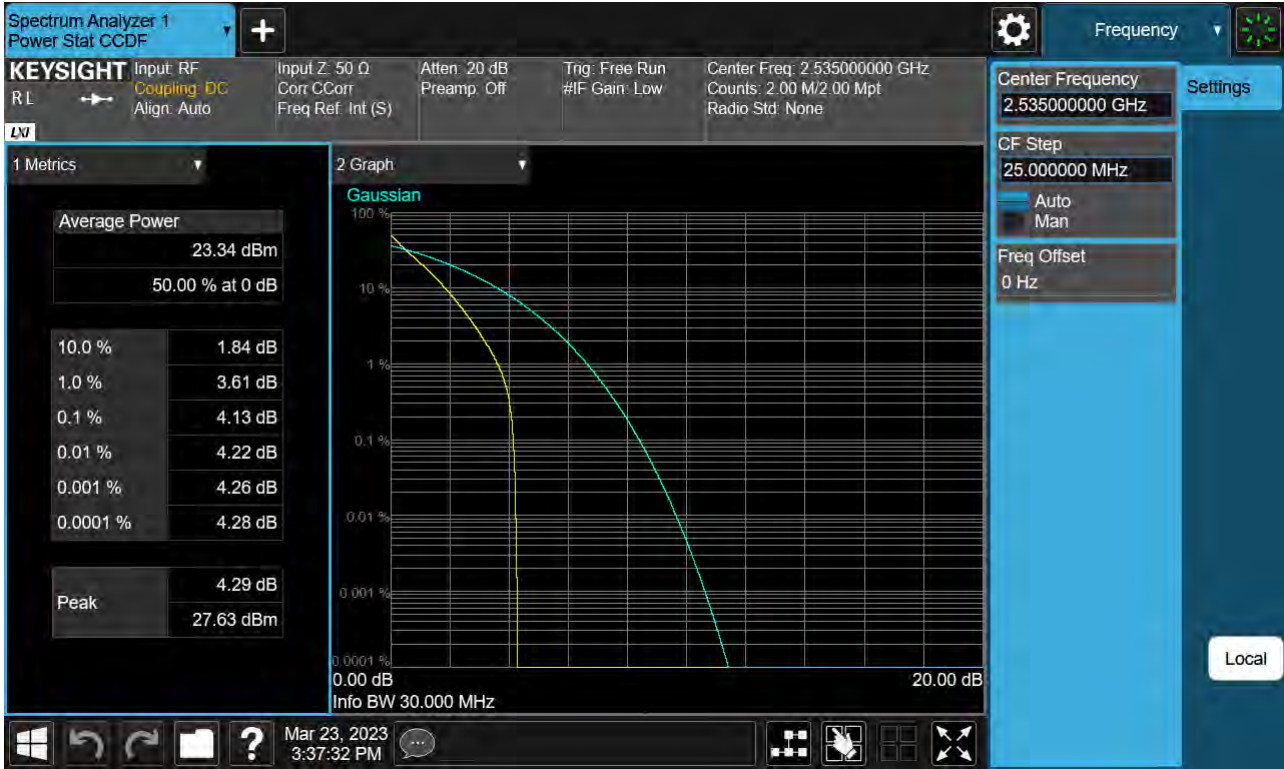 Spectrum Analyzer 1
Power Stat CCDF
+
Frequency
KEYSIGHT
RL
LXI
Input: RF
Coupling: DC
Align: Auto
Input Z: 50 Ω
Corr CCorr
Freq Ref: Int (S)
Atten: 20 dB
Preamp: Off
Trig: Free Run
#IF Gain: Low
Center Freq: 2.535000000 GHz
Counts: 2.00 M/2.00 Mpt
Radio Std: None
Center Frequency
2.535000000 GHz
Settings
CF Step
25.000000 MHz
Auto
Man
Freq Offset
0 Hz
1 Metrics
Average Power
23.34 dBm
50.00 % at 0 dB
10.0 % 1.84 dB
1.0 % 3.61 dB
0.1 % 4.13 dB
0.01 % 4.22 dB
0.001 % 4.26 dB
0.0001 % 4.28 dB
Peak
4.29 dB
27.63 dBm
2 Graph
Gaussian
100 %
10 %
1 %
0.1 %
0.01 %
0.001 %
0.0001 %
0.00 dB 20.00 dB
Info BW 30.000 MHz
Local
?
Mar 23, 2023
3:37:32 PM